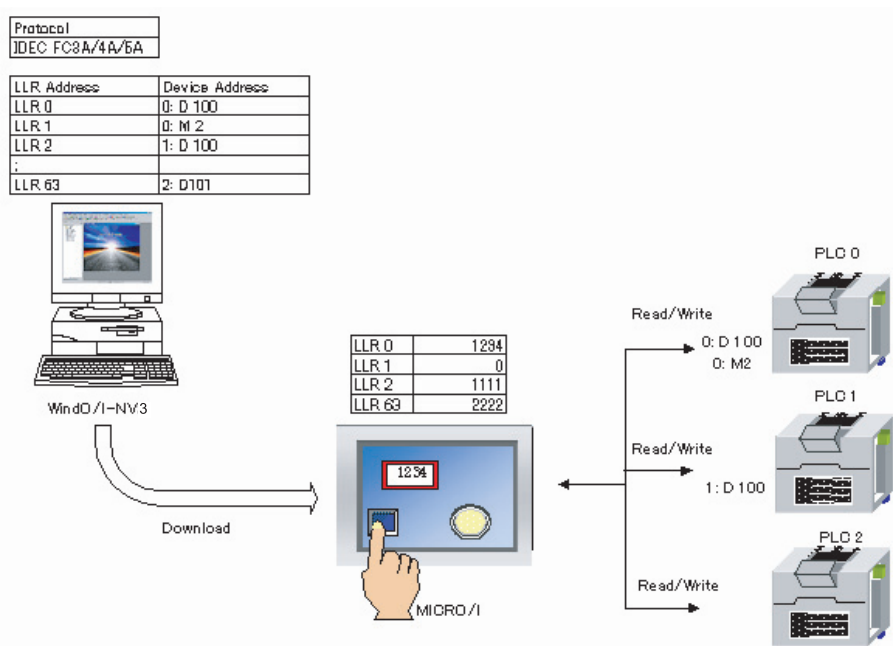 Protocol
IDEC FC3A/4A/5A
LLR Address Device Address
LLR 0 0: D 100
LLR 1 0: M 2
LLR 2 1: D 100
:
LLR 63 2: D101
WindO/I-NV3
Download
LLR 0 1234
LLR 1 0
LLR 2 1111
LLR 63 2222
1234
MICRO/I
PLC 0
Read/Write
0: D 100
0: M2
PLC 1
Read/Write
1: D 100
PLC 2
Read/Write